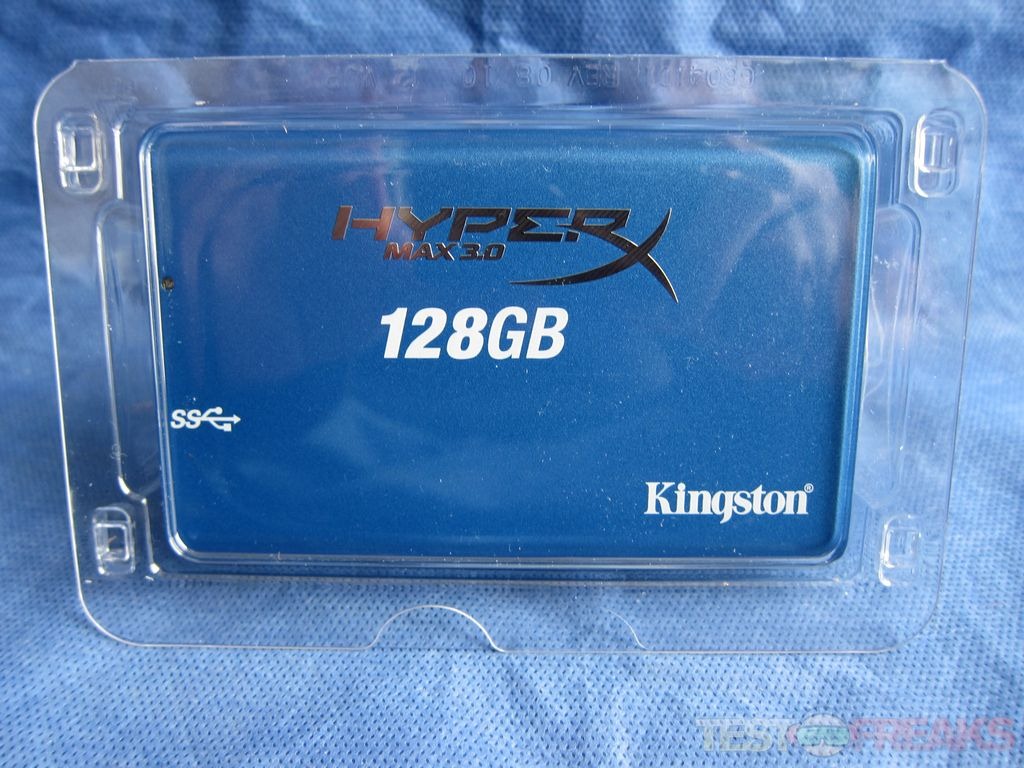 HYPERX
MAX 3.0
128GB
SS
Kingston®
TESTFREAKS